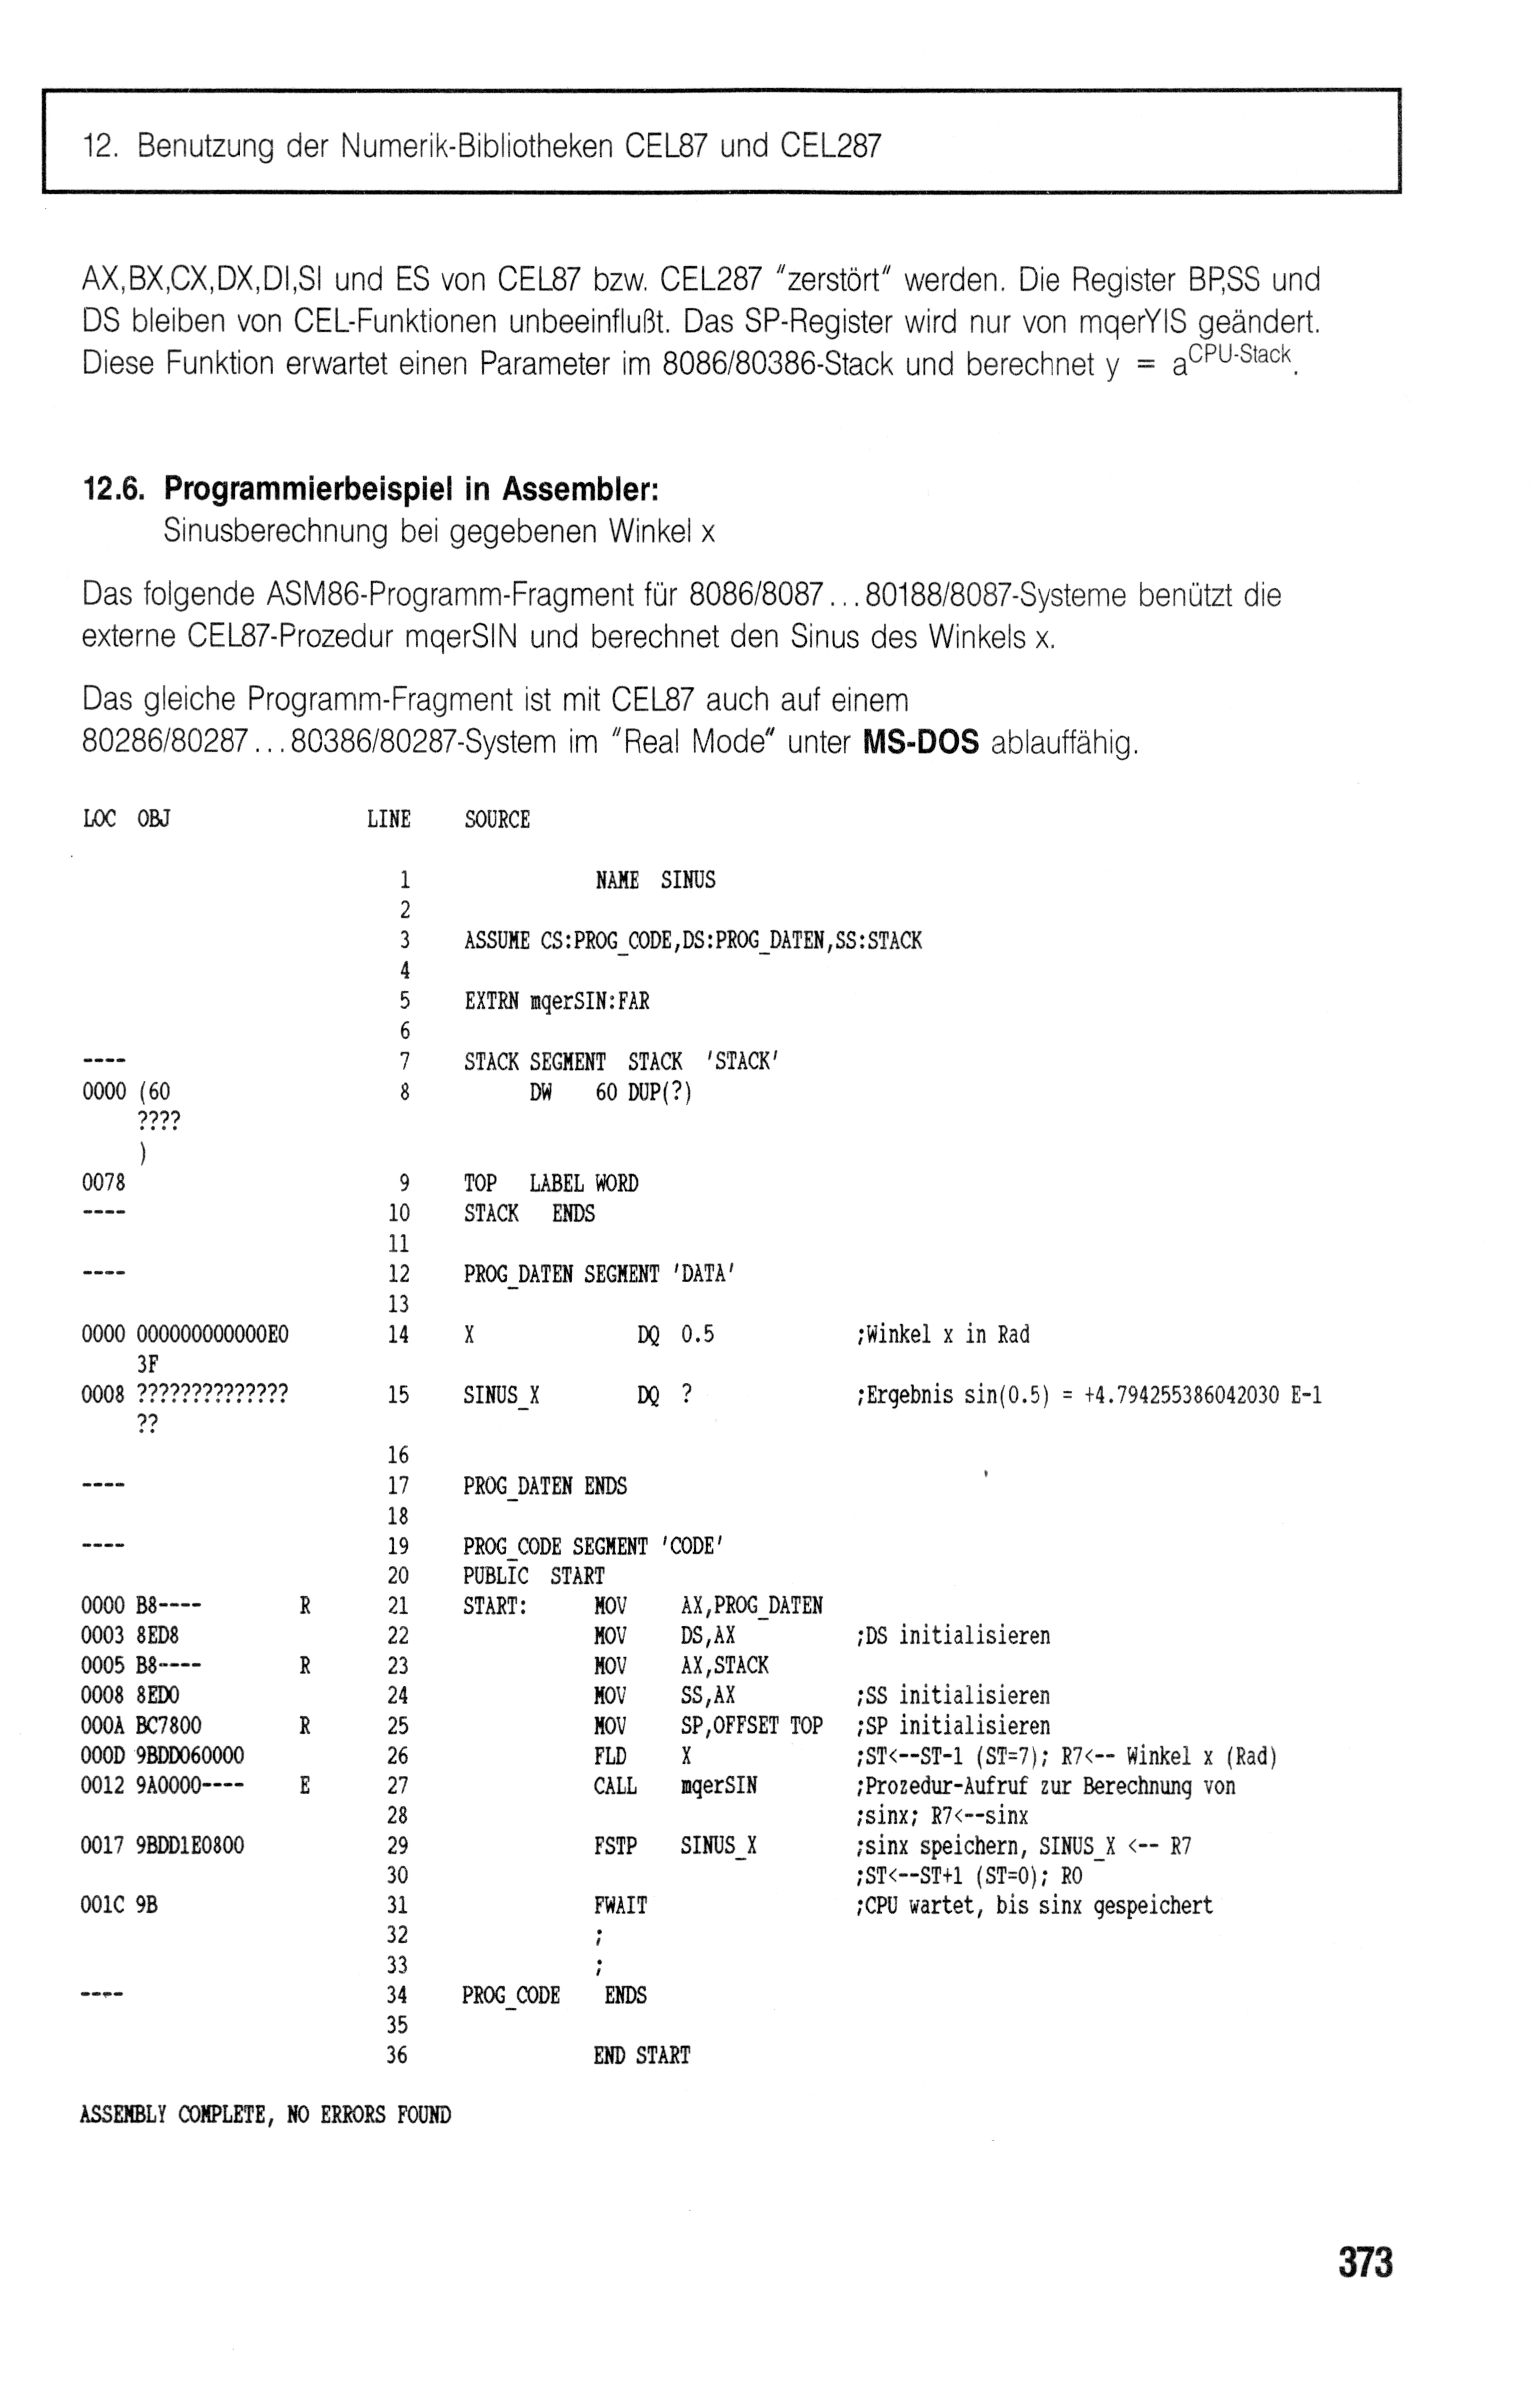 12. Benutzung der Numerik-Bibliotheken CEL87 und CEL287
AX,BX,CX,DX,DI,SI und ES von CEL87 bzw. CEL287 "zerstört" werden. Die Register BP,SS und
DS bleiben von CEL-Funktionen unbeeinflußt. Das SP-Register wird nur von mqerYIS geändert.
Diese Funktion erwartet einen Parameter im 8086/80386-Stack und berechnet y = a^CPU-Stack.
12.6. Programmierbeispiel in Assembler:
Sinusberechnung bei gegebenen Winkel x
Das folgende ASM86-Programm-Fragment für 8086/8087...80188/8087-Systeme benützt die
externe CEL87-Prozedur mqerSIN und berechnet den Sinus des Winkels x.
Das gleiche Programm-Fragment ist mit CEL87 auch auf einem
80286/80287...80386/80287-System im "Real Mode" unter MS-DOS ablauffähig.
LOC OBJ LINE SOURCE
1 NAME SINUS
2
3 ASSUME CS:PROG_CODE,DS:PROG_DATEN,SS:STACK
4
5 EXTRN mqerSIN:FAR
6
---- 7 STACK SEGMENT STACK 'STACK'
0000 (60 8 DW 60 DUP(?)
????
)
0078 9 TOP LABEL WORD
---- 10 STACK ENDS
11
---- 12 PROG_DATEN SEGMENT 'DATA'
13
0000 000000000000E0 14 X DQ 0.5 ;Winkel x in Rad
3F
0008 ?????????????? 15 SINUS_X DQ ? ;Ergebnis sin(0.5) = +4.794255386042030 E-1
??
16
---- 17 PROG_DATEN ENDS
18
---- 19 PROG_CODE SEGMENT 'CODE'
20 PUBLIC START
0000 B8---- R 21 START: MOV AX,PROG_DATEN
0003 8ED8 22 MOV DS,AX ;DS initialisieren
0005 B8---- R 23 MOV AX,STACK
0008 8ED0 24 MOV SS,AX ;SS initialisieren
000A BC7800 R 25 MOV SP,OFFSET TOP ;SP initialisieren
000D 9BDD060000 26 FLD X ;ST<--ST-1 (ST=7); R7<-- Winkel x (Rad)
0012 9A0000---- E 27 CALL mqerSIN ;Prozedur-Aufruf zur Berechnung von
28 ;sinx; R7<--sinx
0017 9BDD1E0800 29 FSTP SINUS_X ;sinx speichern, SINUS_X <-- R7
30 ;ST<--ST+1 (ST=0); R0
001C 9B 31 FWAIT ;CPU wartet, bis sinx gespeichert
32 ;
33 ;
---- 34 PROG_CODE ENDS
35
36 END START
ASSEMBLY COMPLETE, NO ERRORS FOUND
373